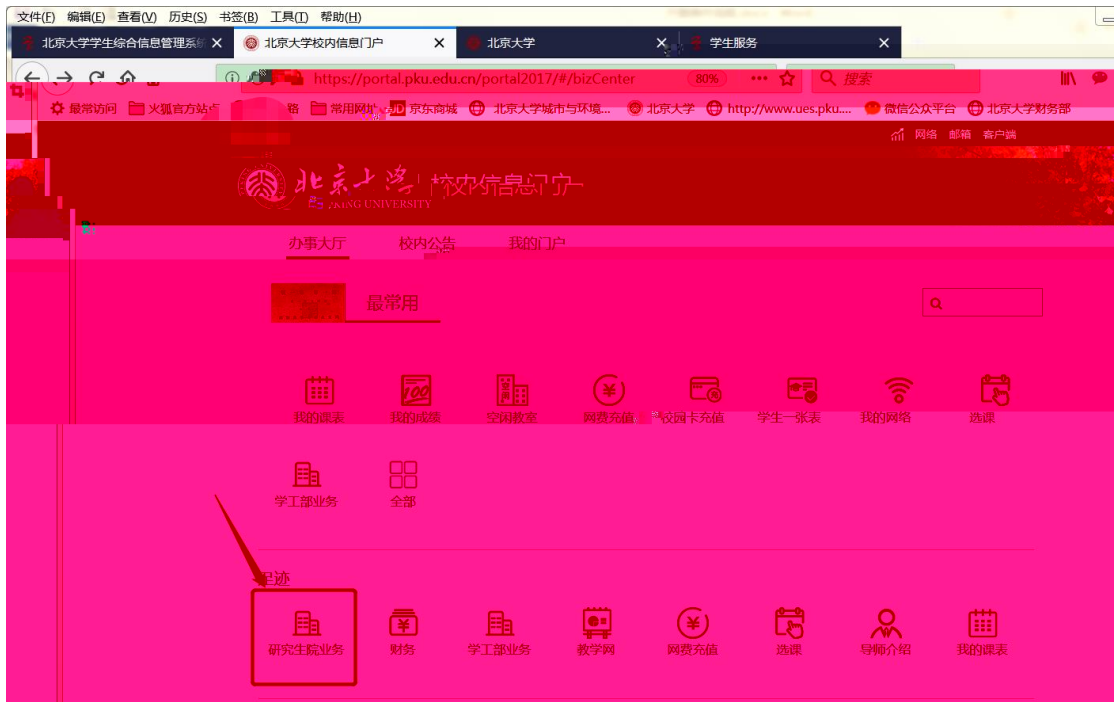 文件(F) 编辑(E) 查看(V) 历史(S) 书签(B) 工具(T) 帮助(H)
北京大学学生综合信息管理系统 北京大学校内信息门户 北京大学 学生服务
https://portal.pku.edu.cn/portal2017/#/bizCenter 80% 搜索
最常访问 火狐官方站点 常用网址 JD 京东商城 北京大学城市与环境... 北京大学 http://www.ues.pku.... 微信公众平台 北京大学财务部
网络 邮箱 客户端
北京大学 校内信息门户
UNIVERSITY
办事大厅 校内公告 我的门户
最常用
我的课表 我的成绩 空闲教室 网费充值 校园卡充值 学生一张表 我的网络 选课
学工部业务 全部
足迹
研究生院业务 财务 学工部业务 教学网 网费充值 选课 导师介绍 我的课表